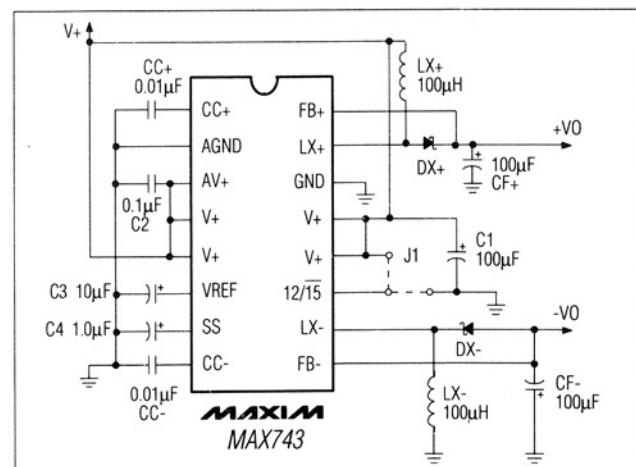 V+
CC+
0.01µF
LX+
100µH
CC+
FB+
+VO
AGND
LX+
DX+
100µF
CF+
AV+
GND
0.1µF
C2
V+
V+
C1
100µF
V+
V+
J1
C3 10µF
VREF
12/15
C4 1.0µF
SS
LX-
-VO
DX-
CC-
FB-
0.01µF
CC-
LX-
100µH
CF-
100µF
MAXIM
MAX743